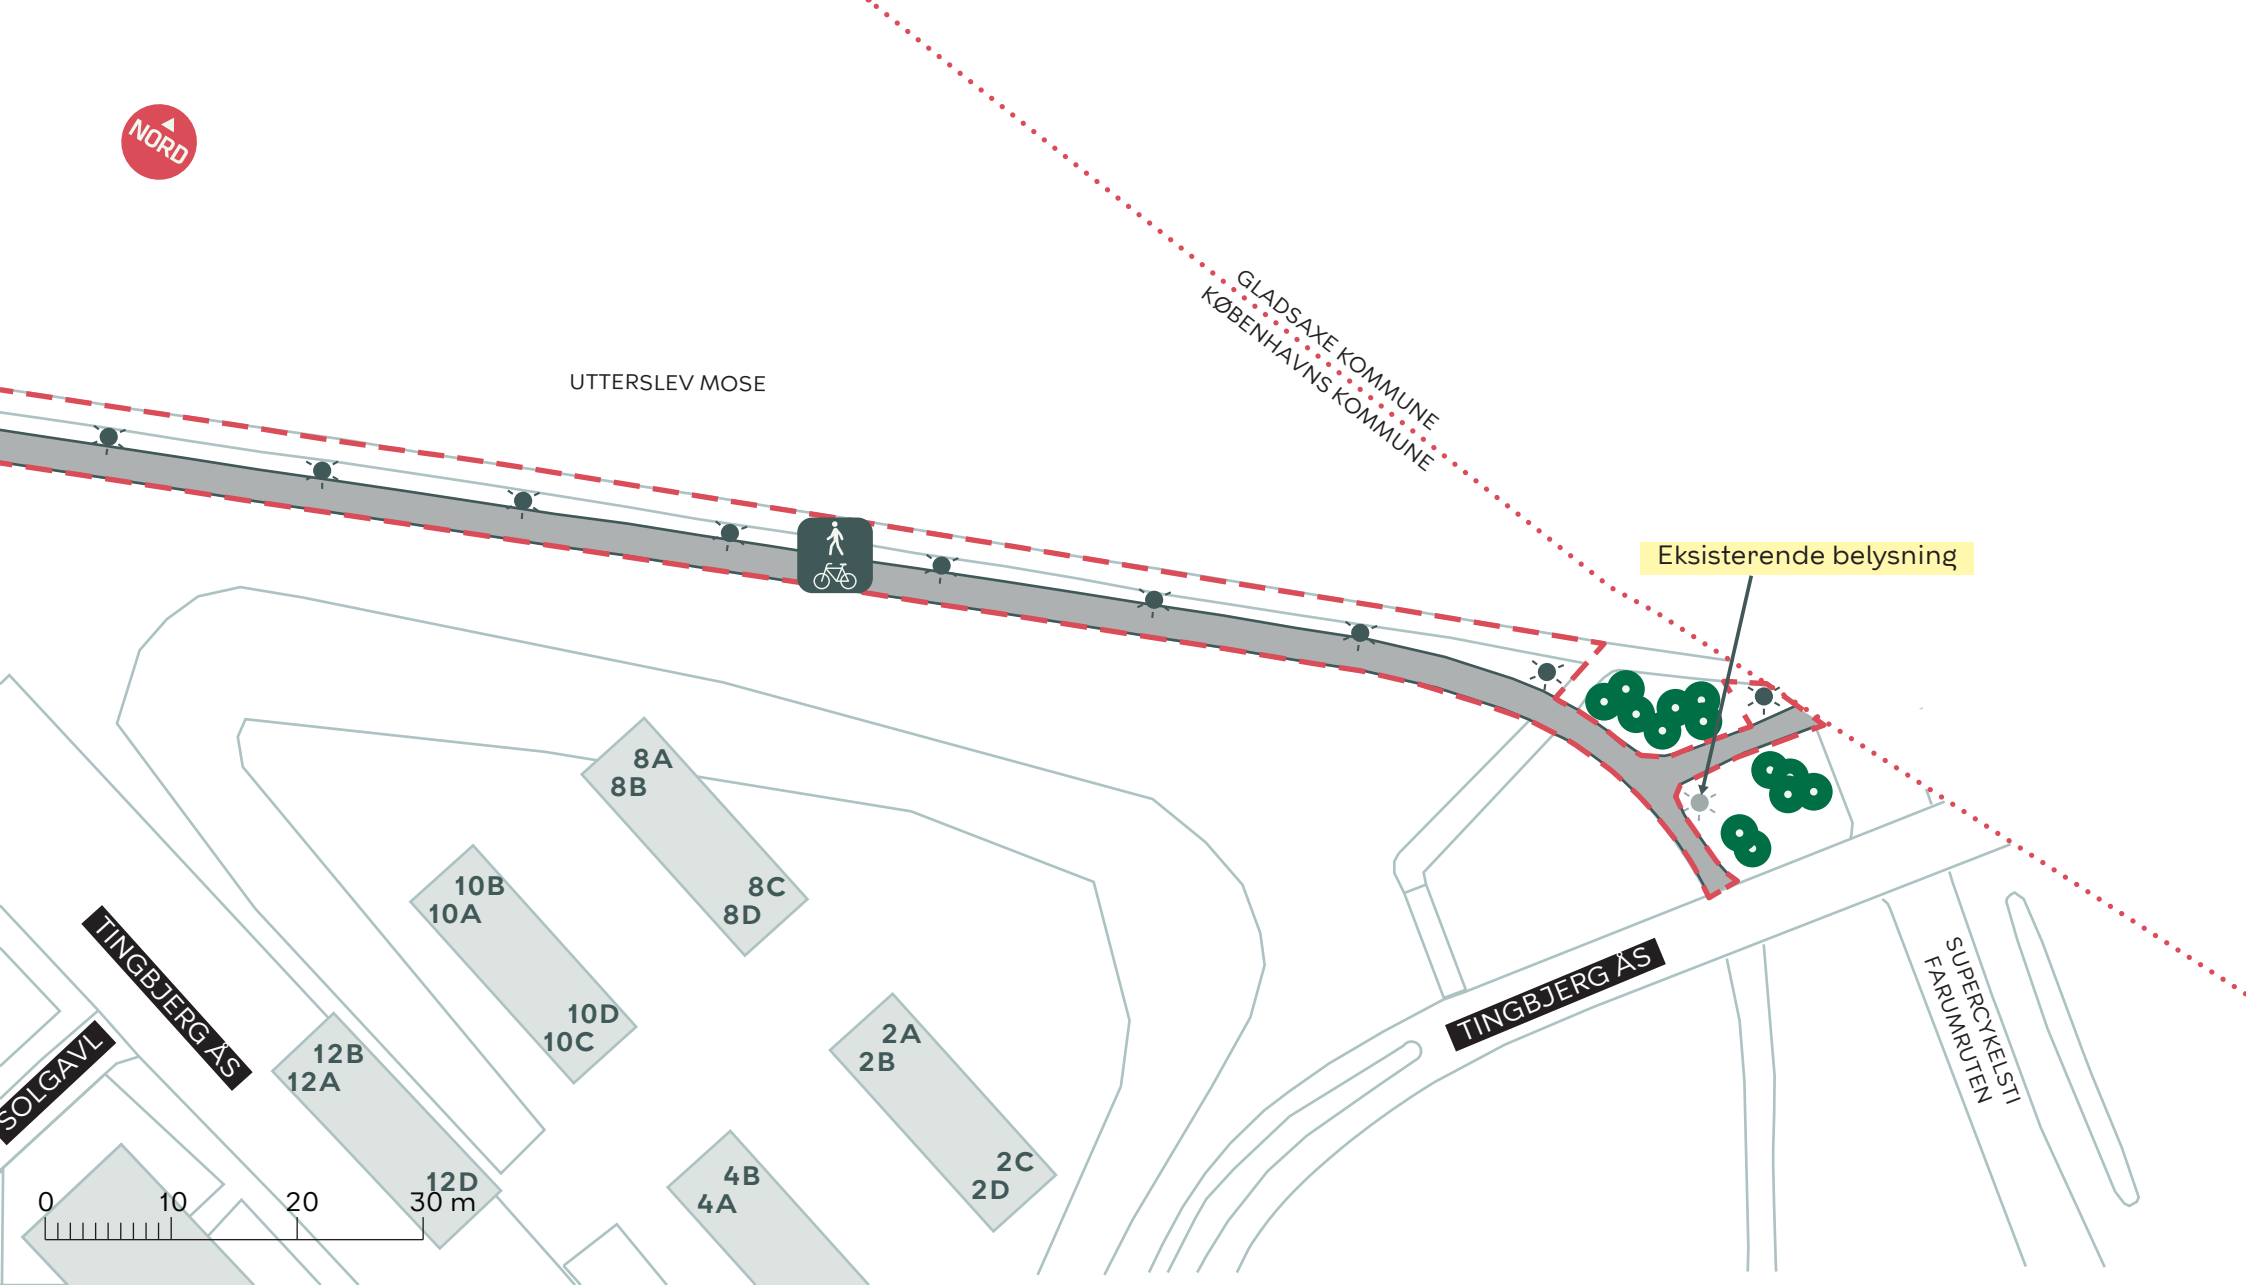 NORD
GLADSAXE KOMMUNE
KØBENHAVNS KOMMUNE
UTTERSLEV MOSE
Eksisterende belysning
8A
8B
8C
8D
10B
10A
10D
10C
12B
12A
12D
2A
2B
2C
2D
4B
4A
TINGBJERG ÅS
SOLGAVL
TINGBJERG ÅS
SUPERCYKELSTI
FARUMRUTEN
0 10 20 30 m